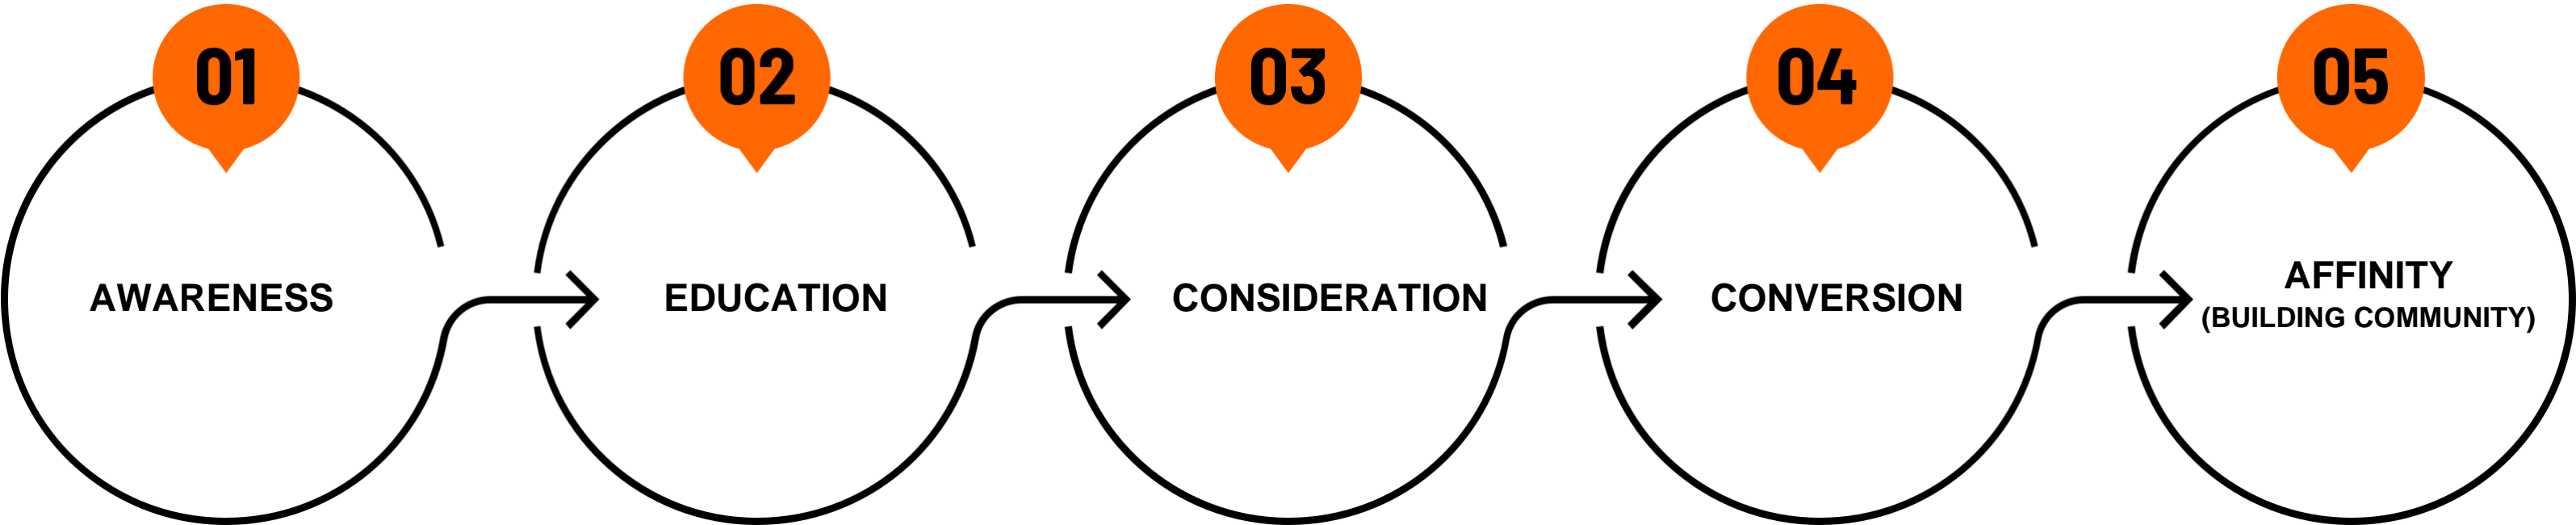 01
AWARENESS
02
EDUCATION
03
CONSIDERATION
04
CONVERSION
05
AFFINITY
(BUILDING COMMUNITY)